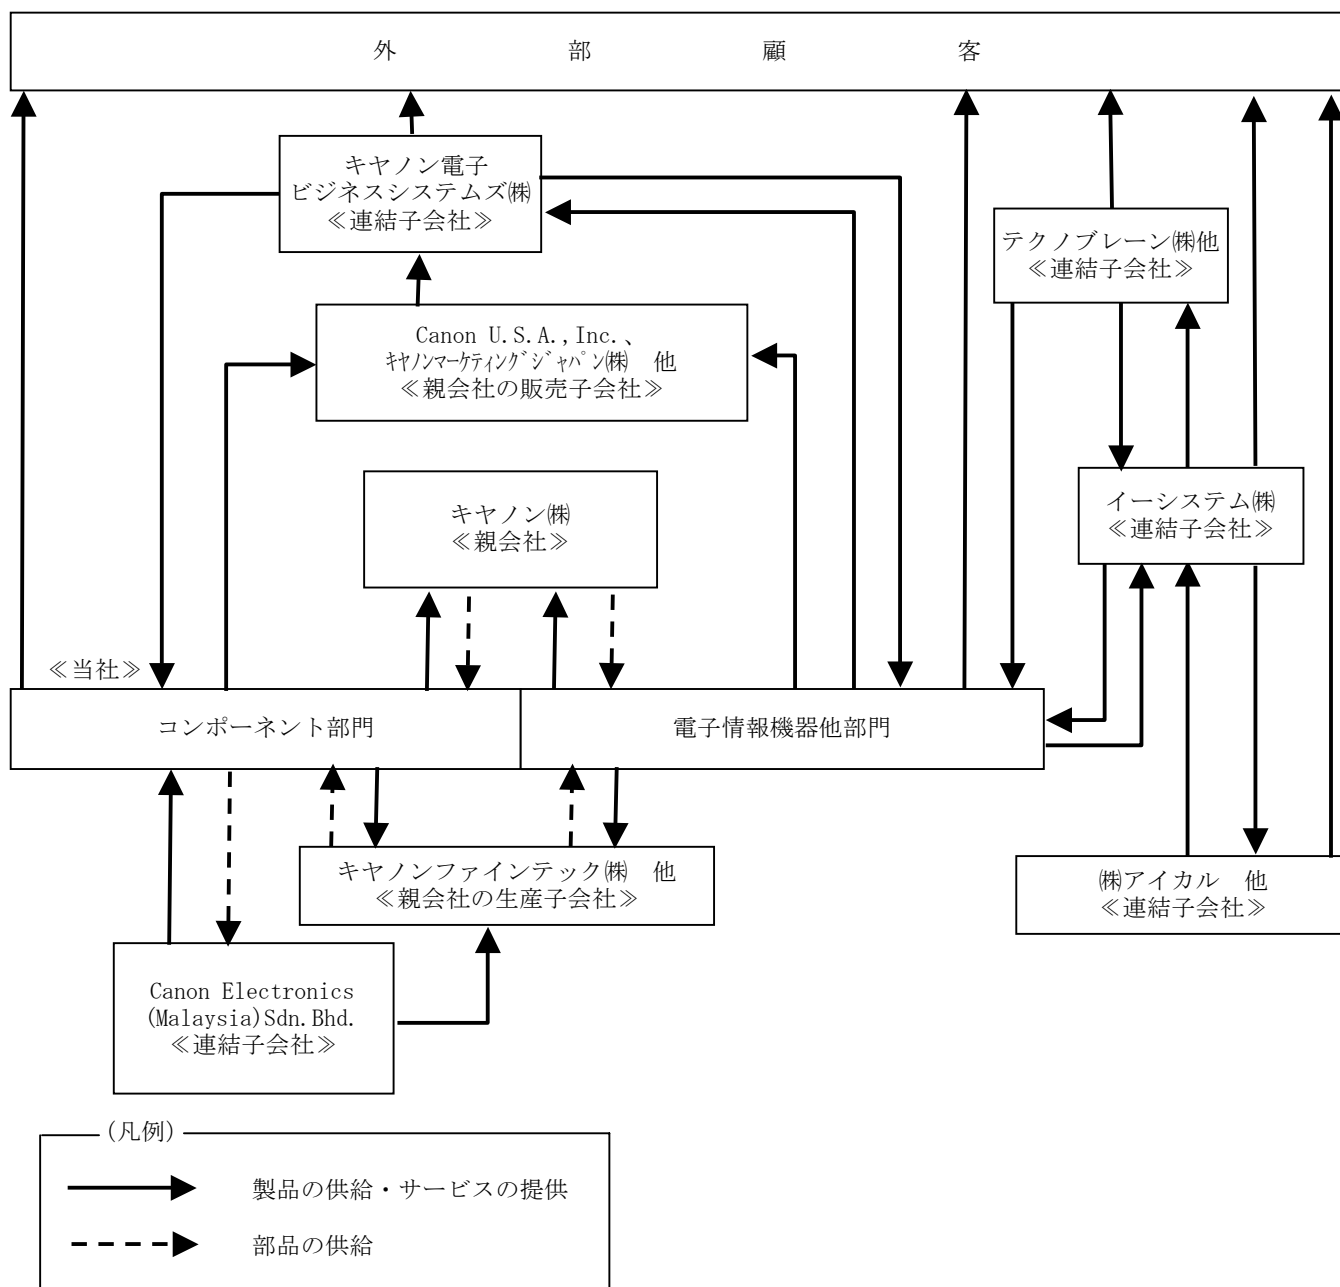 外部顧客
キヤノン電子
ビジネスシステムズ㈱
≪連結子会社≫
テクノブレーン㈱他
≪連結子会社≫
Canon U.S.A.,Inc.、
ｷﾔﾉﾝﾏｰｹﾃｨﾝｸﾞｼﾞｬﾊﾟﾝ㈱　他
≪親会社の販売子会社≫
キヤノン㈱
≪親会社≫
イーシステム㈱
≪連結子会社≫
≪当社≫
コンポーネント部門
電子情報機器他部門
キヤノンファインテック㈱　他
≪親会社の生産子会社≫
㈱アイカル　他
≪連結子会社≫
Canon Electronics
(Malaysia)Sdn.Bhd.
≪連結子会社≫
(凡例)
製品の供給・サービスの提供
部品の供給